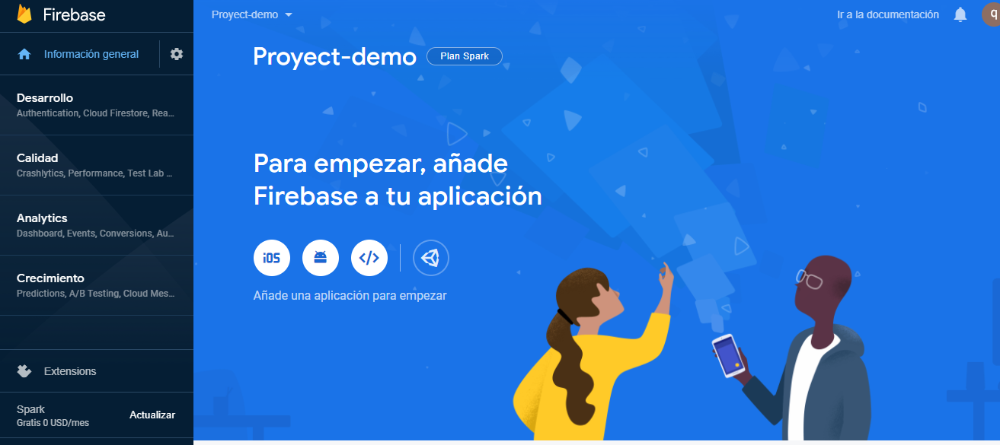 Firebase
Proyect-demo
Ir a la documentación
q
Información general
Proyect-demo
Plan Spark
Desarrollo
Authentication, Cloud Firestore, Rea...
Calidad
Crashlytics, Performance, Test Lab ...
Para empezar, añade
Firebase a tu aplicación
Analytics
Dashboard, Events, Conversions, Au...
iOS
</>
Crecimiento
Predictions, A/B Testing, Cloud Mes...
Añade una aplicación para empezar
Extensions
Spark
Gratis 0 USD/mes
Actualizar